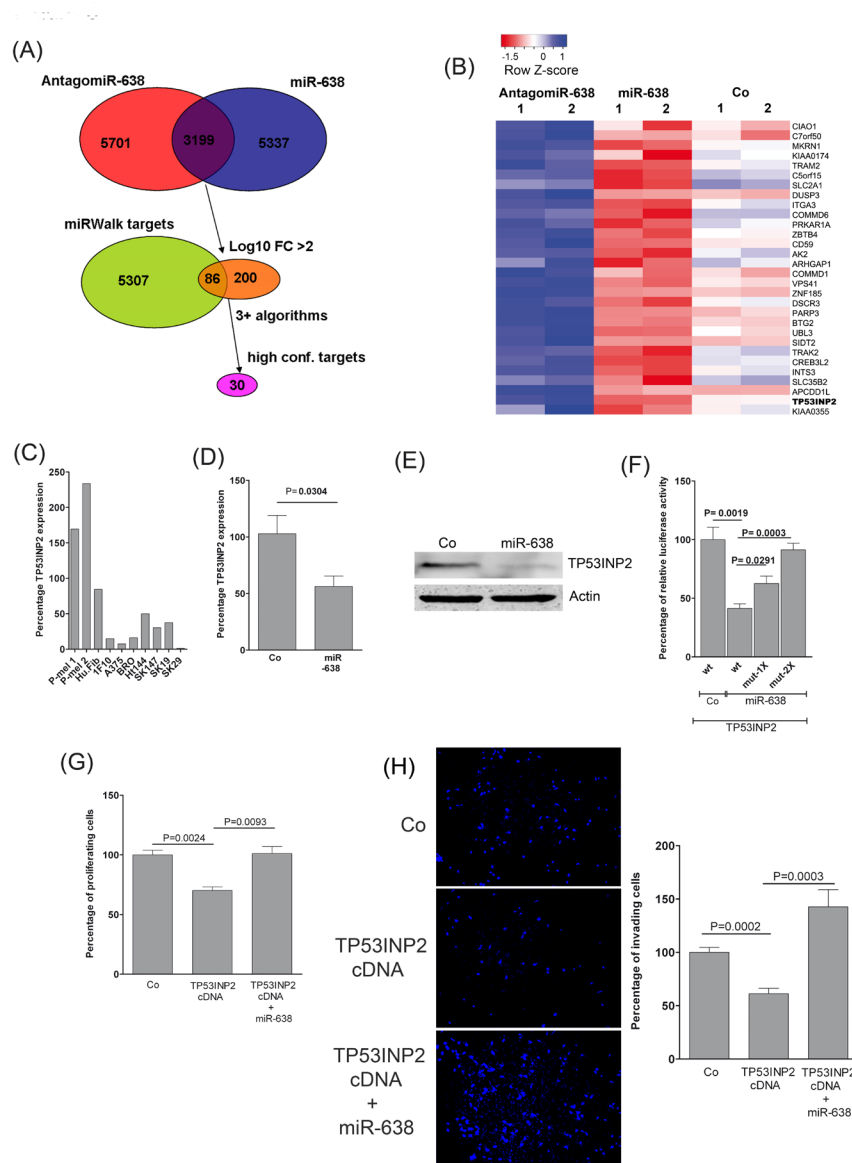 (A)
AntagomiR-638
miR-638
5701
3199
5337
miRWalk targets
Log10 FC >2
5307
86
200
3+ algorithms
high conf. targets
30
(B)
-1.5
0
1
Row Z-score
AntagomiR-638 miR-638 Co
1 2 1 2 1 2
CIAO1
C7orf50
MKRN1
KIAA0174
TRAM2
C5orf15
SLC2A1
DUSP3
ITGA3
COMMD6
PRKAR1A
ZBTB4
CD59
AK2
ARHGAP1
COMMD1
VPS41
ZNF185
DSCR3
PARP3
BTG2
UBL3
SIDT2
TRAK2
CREB3L2
INTS3
SLC35B2
APCDD1L
TP53INP2
KIAA0355
(C)
Percentage TP53INP2 expression
250
200
150
100
50
0
P-mel 1
P-mel 2
Hu.Fib
1F10
A375
BRO
Ht144
SK147
SK19
SK29
(D)
Percentage TP53INP2 expression
150
100
50
0
P= 0.0304
Co
miR
-638
(E)
Co miR-638
TP53INP2
Actin
(F)
Percentage of relative luciferase activity
150
100
50
0
P= 0.0019
P= 0.0003
P= 0.0291
wt
wt
mut-1X
mut-2X
Co
miR-638
TP53INP2
(G)
Percentage of proliferating cells
150
100
50
0
P=0.0024
P=0.0093
Co
TP53INP2
cDNA
TP53INP2
cDNA
+
miR-638
(H)
Co
TP53INP2
cDNA
TP53INP2
cDNA
+
miR-638
Percentage of invading cells
200
150
100
50
0
P=0.0002
P=0.0003
Co
TP53INP2
cDNA
TP53INP2
cDNA
+
miR-638